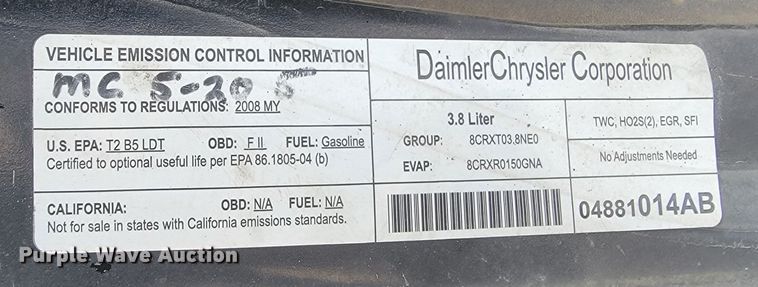 VEHICLE EMISSION CONTROL INFORMATION
MC 5-20
CONFORMS TO REGULATIONS: 2008 MY
U.S. EPA: T2 B5 LDT OBD: F II FUEL: Gasoline
Certified to optional useful life per EPA 86.1805-04 (b)
CALIFORNIA: OBD: N/A FUEL: N/A
Not for sale in states with California emissions standards.
DaimlerChrysler Corporation
3.8 Liter
GROUP: 8CRXT03.8NE0
EVAP: 8CRXR0150GNA
TWC, HO2S(2), EGR, SFI
No Adjustments Needed
04881014AB
Purple Wave Auction